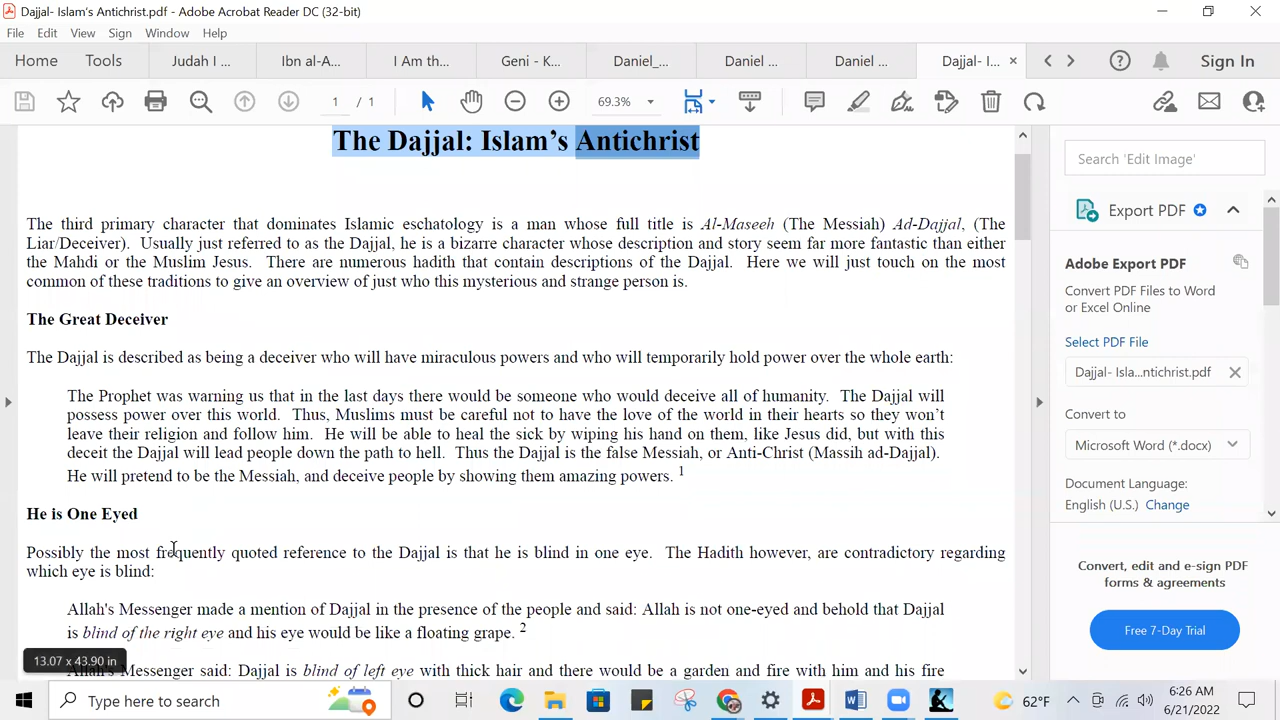 Dajjal- Islam's Antichrist.pdf - Adobe Acrobat Reader DC (32-bit)
File Edit View Sign Window Help
Home Tools Judah I ... Ibn al-A... I Am th... Geni - K... Daniel_... Daniel ... Daniel ... Dajjal- I... × Sign In
1 / 1 69.3%
The Dajjal: Islam's Antichrist
The third primary character that dominates Islamic eschatology is a man whose full title is Al-Maseeh (The Messiah) Ad-Dajjal, (The
Liar/Deceiver). Usually just referred to as the Dajjal, he is a bizarre character whose description and story seem far more fantastic than either
the Mahdi or the Muslim Jesus. There are numerous hadith that contain descriptions of the Dajjal. Here we will just touch on the most
common of these traditions to give an overview of just who this mysterious and strange person is.
The Great Deceiver
The Dajjal is described as being a deceiver who will have miraculous powers and who will temporarily hold power over the whole earth:
The Prophet was warning us that in the last days there would be someone who would deceive all of humanity. The Dajjal will
possess power over this world. Thus, Muslims must be careful not to have the love of the world in their hearts so they won't
leave their religion and follow him. He will be able to heal the sick by wiping his hand on them, like Jesus did, but with this
deceit the Dajjal will lead people down the path to hell. Thus the Dajjal is the false Messiah, or Anti-Christ (Massih ad-Dajjal).
He will pretend to be the Messiah, and deceive people by showing them amazing powers. 1
He is One Eyed
Possibly the most frequently quoted reference to the Dajjal is that he is blind in one eye. The Hadith however, are contradictory regarding
which eye is blind:
Allah's Messenger made a mention of Dajjal in the presence of the people and said: Allah is not one-eyed and behold that Dajjal
is blind of the right eye and his eye would be like a floating grape. 2
Allah's Messenger said: Dajjal is blind of left eye with thick hair and there would be a garden and fire with him and his fire
13.07 x 43.90 in
Search 'Edit Image'
Export PDF
Adobe Export PDF
Convert PDF Files to Word
or Excel Online
Select PDF File
Dajjal- Isla...ntichrist.pdf
Convert to
Microsoft Word (*.docx)
Document Language:
English (U.S.) Change
Convert, edit and e-sign PDF
forms & agreements
Free 7-Day Trial
Type here to search
62°F
6:26 AM
6/21/2022